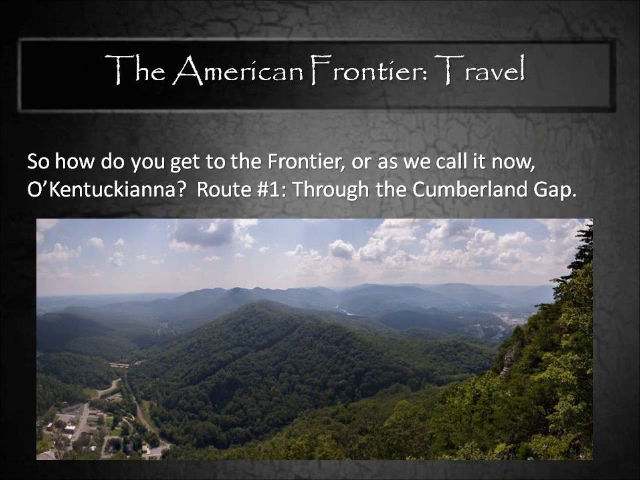 The American Frontier: Travel
So how do you get to the Frontier, or as we call it now,
O’Kentuckianna?  Route #1: Through the Cumberland Gap.